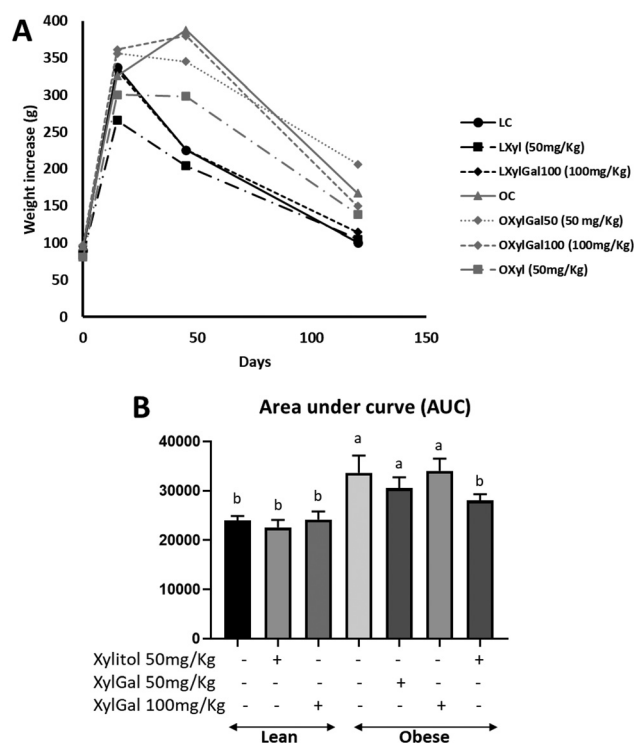 A
400
350
300
250
200
150
100
50
0
Weight increase (g)
0 50 100 150
Days
LC
LXyl (50mg/Kg)
LXylGal100 (100mg/Kg)
OC
OXylGal50 (50 mg/Kg)
OXylGal100 (100mg/Kg)
OXyl (50mg/Kg)
B Area under curve (AUC)
40000
30000
20000
10000
0
b b b a a a b
Xylitol 50mg/Kg - + - - - - +
XylGal 50mg/Kg - - - - + - -
XylGal 100mg/Kg - - + - - + -
Lean Obese